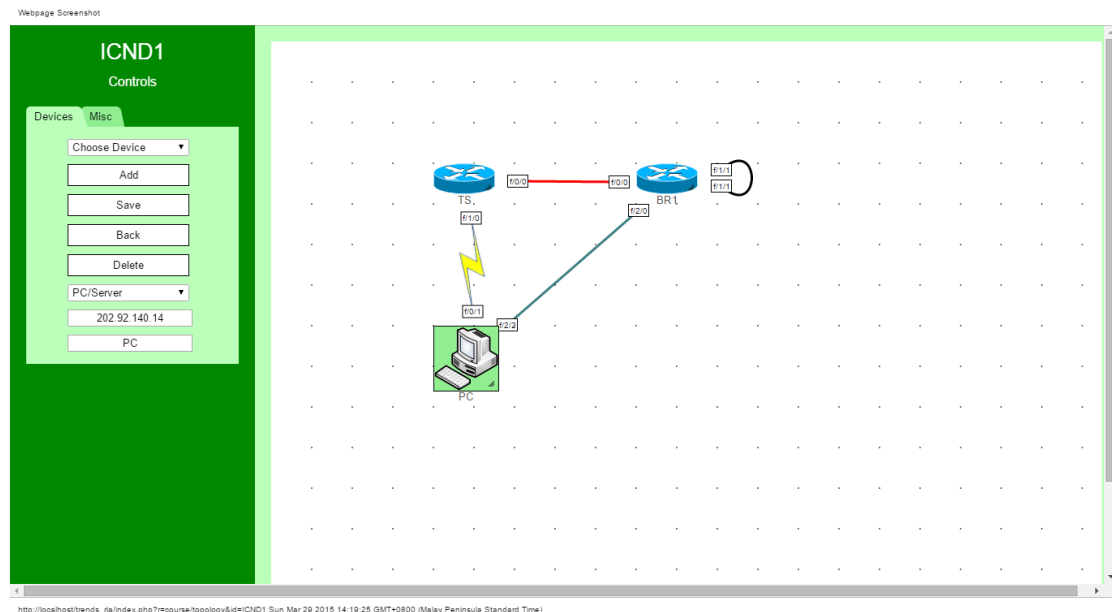 Webpage Screenshot
ICND1
Controls
Devices Misc
Choose Device
Add
Save
Back
Delete
PC/Server
202.92.140.14
PC
f/0/0
f/0/0
f/1/1
f/1/1
TS
BR1
f/1/0
f/2/0
f/0/1
f/2/2
PC
http://localhost/trends_rla/index.php?r=course/topology&id=ICND1 Sun Mar 29 2015 14:19:25 GMT+0800 (Malay Peninsula Standard Time)